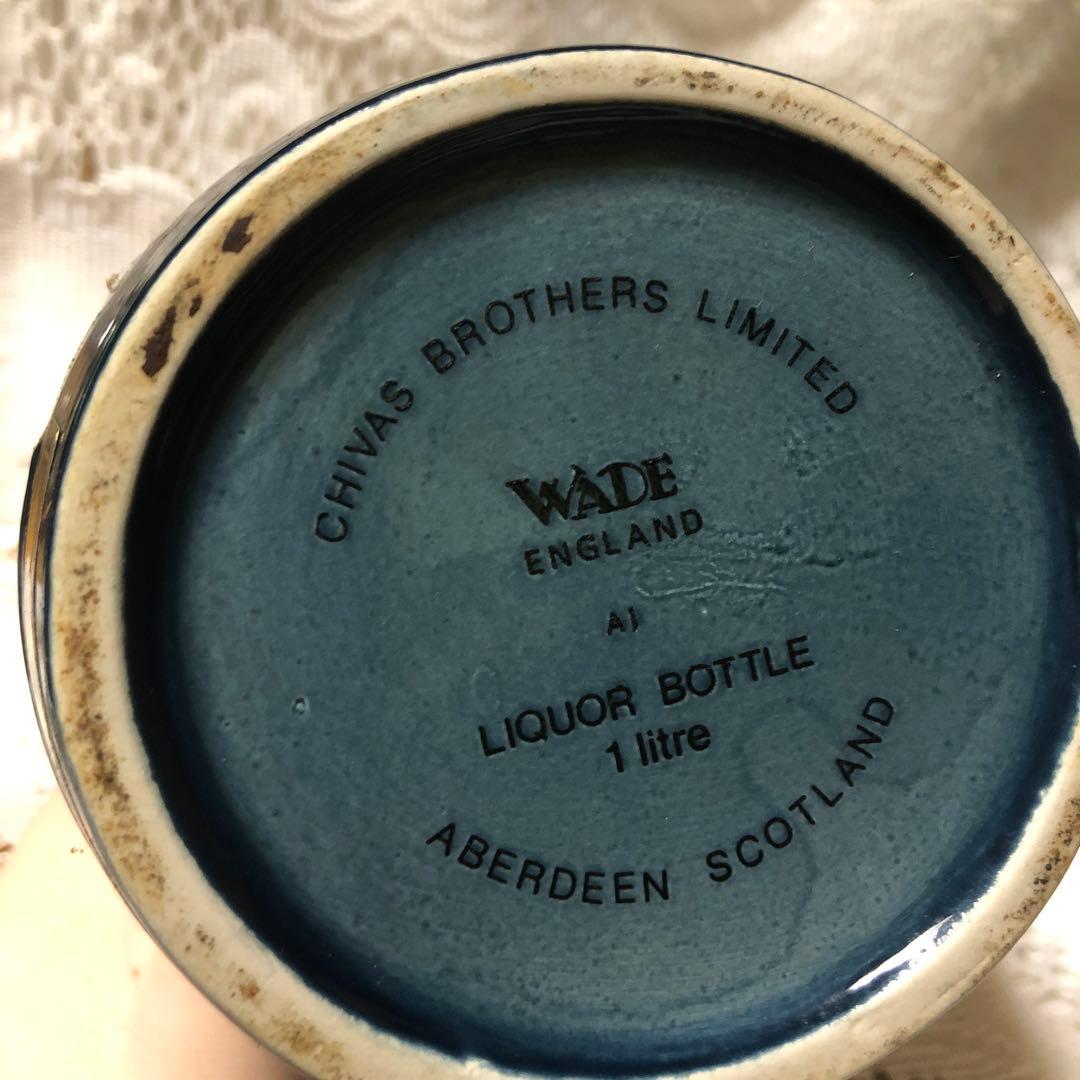 CHIVAS BROTHERS LIMITED
WADE
ENGLAND
A1
LIQUOR BOTTLE
1 litre
ABERDEEN SCOTLAND